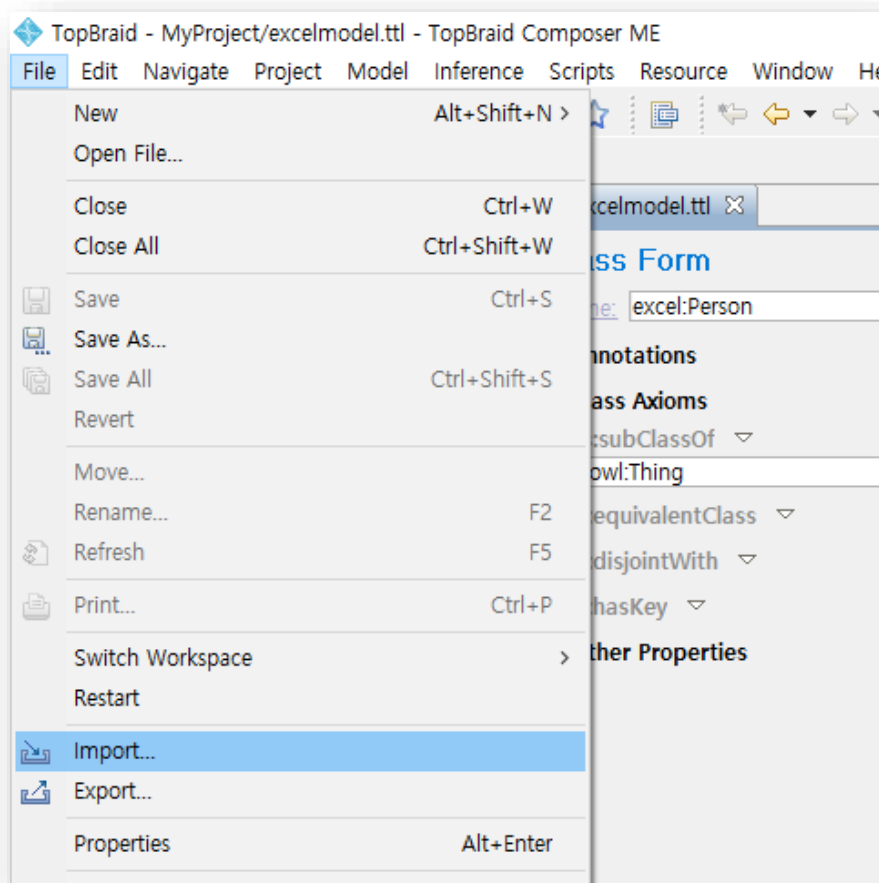 TopBraid - MyProject/excelmodel.ttl - TopBraid Composer ME
File Edit Navigate Project Model Inference Scripts Resource Window He
New Alt+Shift+N >
Open File...
Close Ctrl+W
Close All Ctrl+Shift+W
Save Ctrl+S
Save As...
Save All Ctrl+Shift+S
Revert
Move...
Rename... F2
Refresh F5
Print... Ctrl+P
Switch Workspace >
Restart
Import...
Export...
Properties Alt+Enter
xcelmodel.ttl
ass Form
ne: excel:Person
nnotations
ass Axioms
:subClassOf
owl:Thing
:equivalentClass
:disjointWith
:hasKey
ther Properties